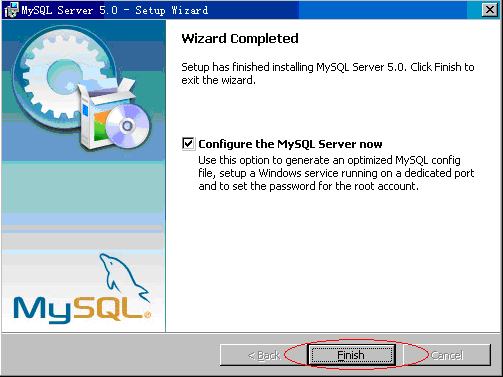 MySQL Server 5.0 - Setup Wizard
Wizard Completed
Setup has finished installing MySQL Server 5.0. Click Finish to
exit the wizard.
Configure the MySQL Server now
Use this option to generate an optimized MySQL config
file, setup a Windows service running on a dedicated port
and to set the password for the root account.
MySQL®
< Back
Finish
Cancel